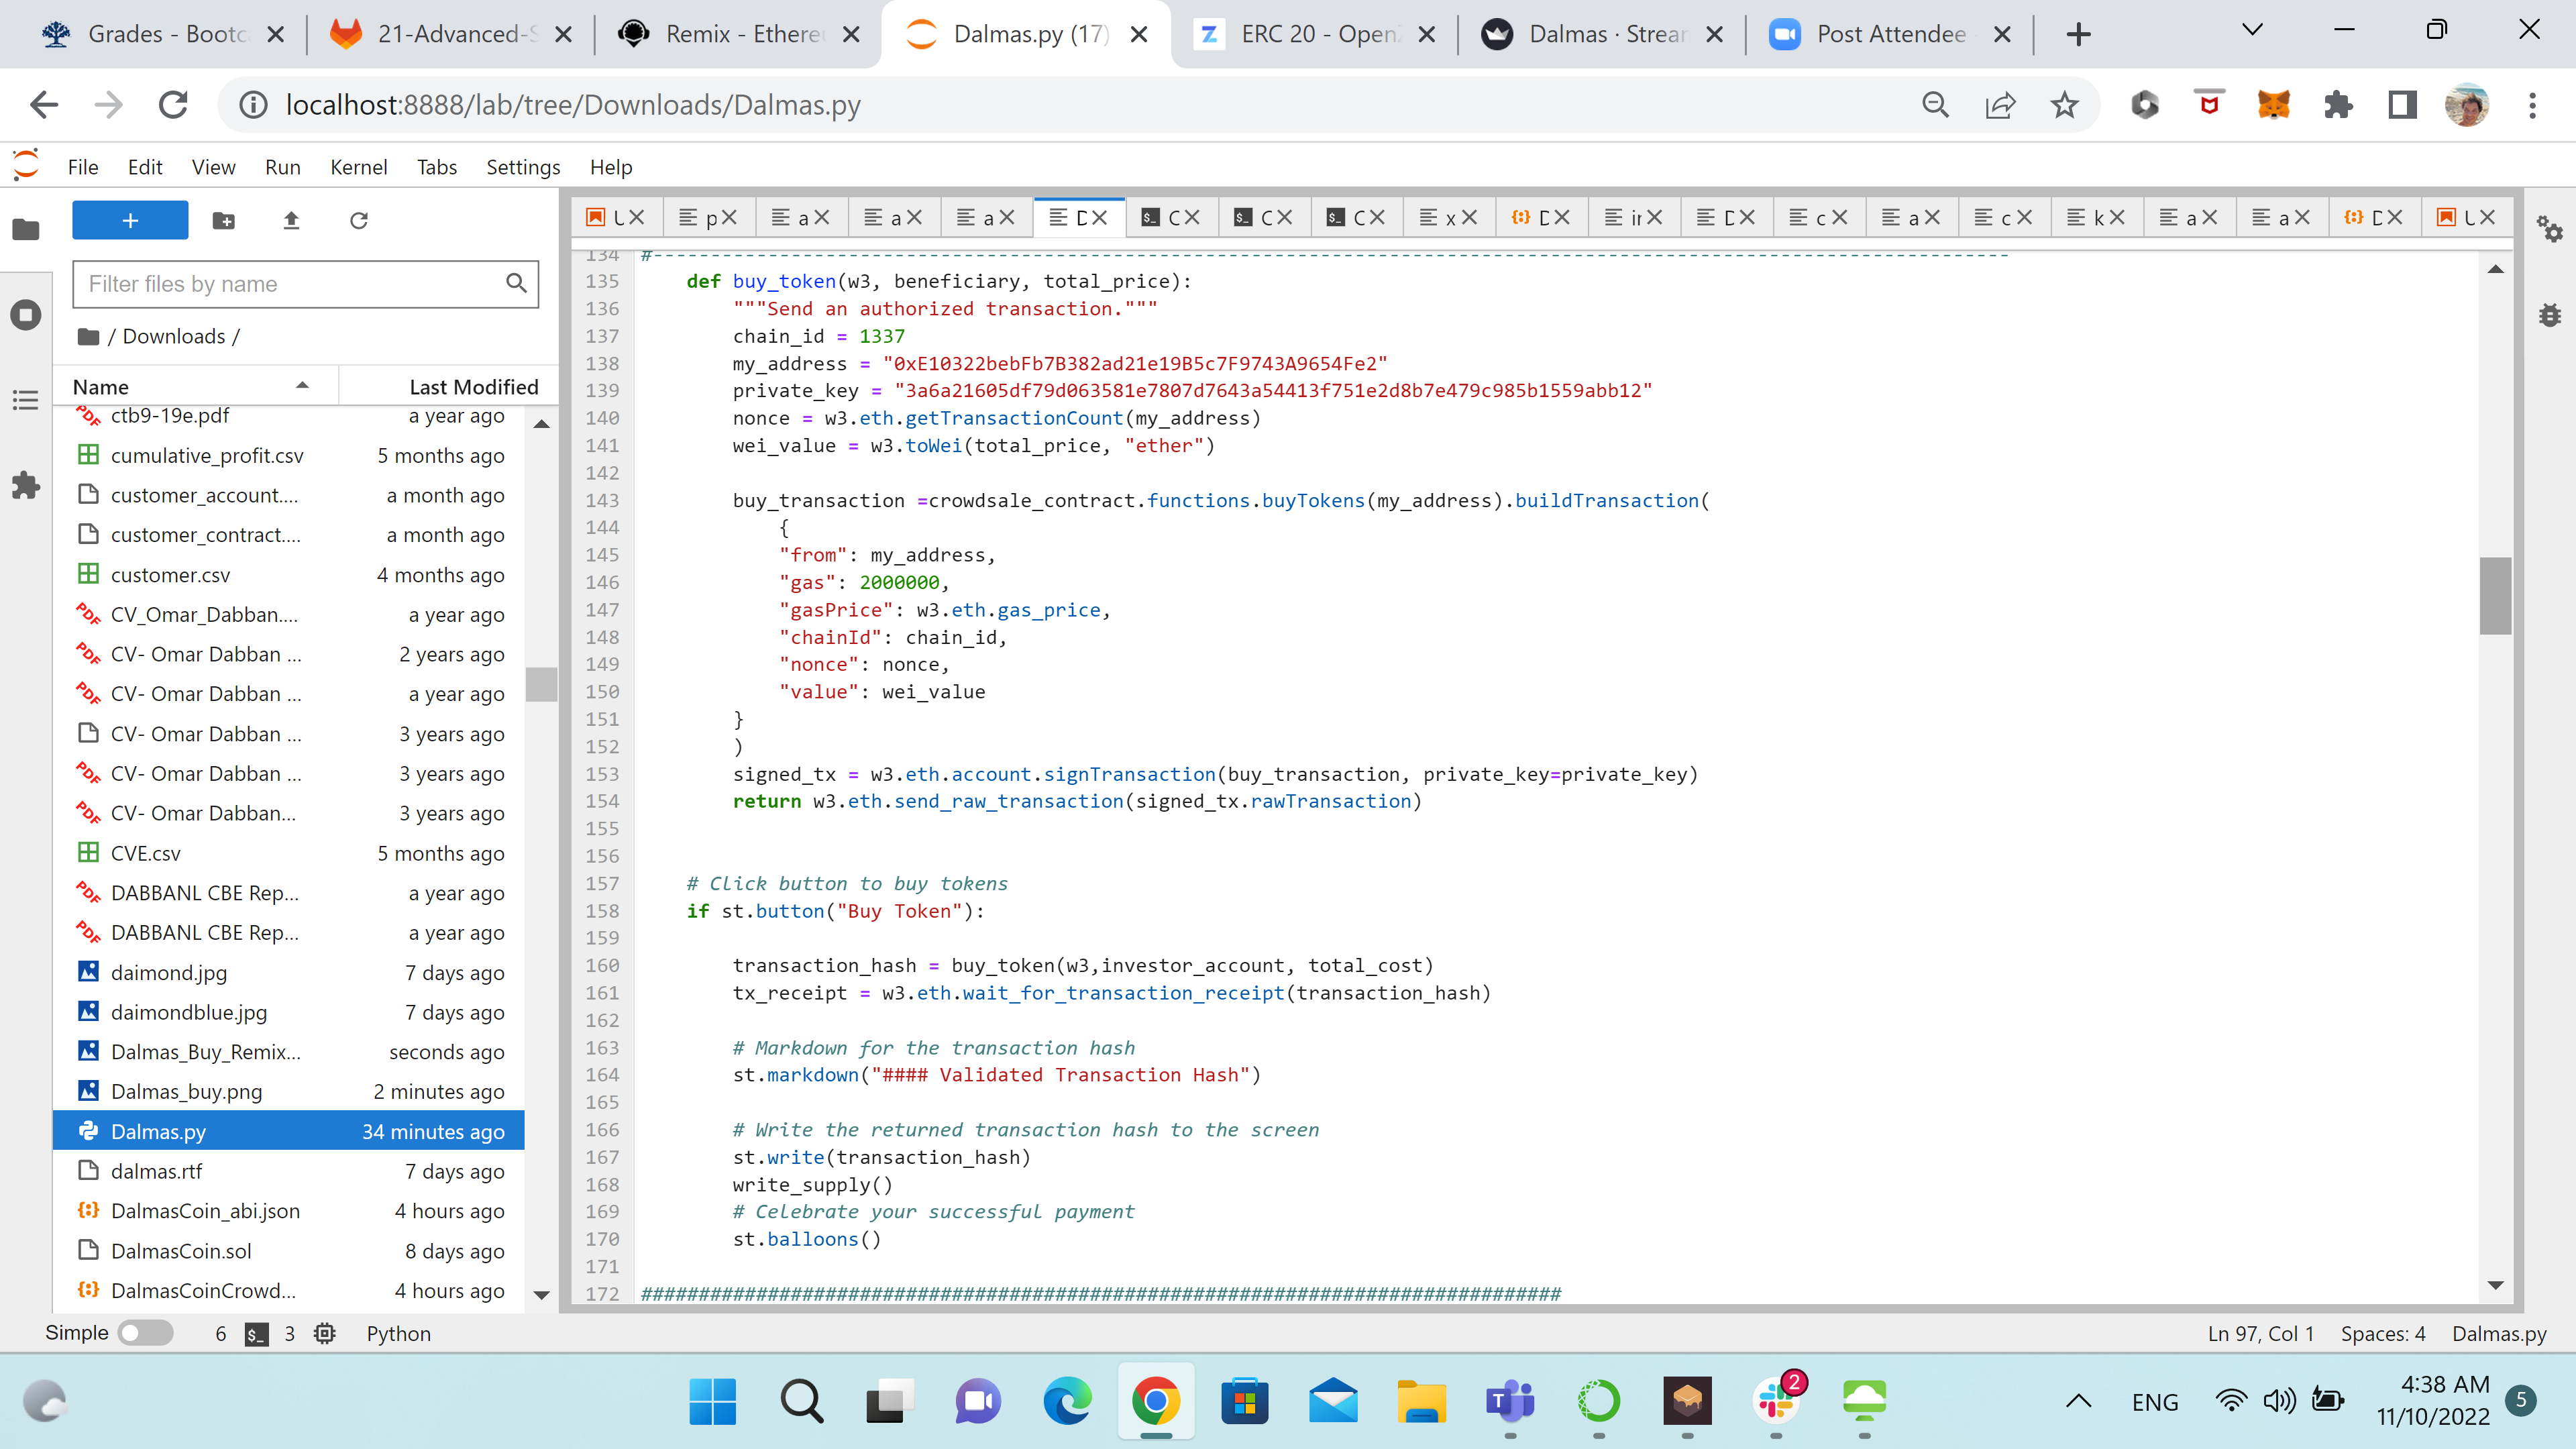 Grades - Bootc
21-Advanced-S
Remix - Ethereu
Dalmas.py (17)
ERC 20 - Open
Dalmas · Strear
Post Attendee
localhost:8888/lab/tree/Downloads/Dalmas.py
File Edit View Run Kernel Tabs Settings Help
Filter files by name
/ Downloads /
Name Last Modified
ctb9-19e.pdf a year ago
cumulative_profit.csv 5 months ago
customer_account.... a month ago
customer_contract.... a month ago
customer.csv 4 months ago
CV_Omar_Dabban.... a year ago
CV- Omar Dabban ... 2 years ago
CV- Omar Dabban ... a year ago
CV- Omar Dabban ... 3 years ago
CV- Omar Dabban ... 3 years ago
CV- Omar Dabban... 3 years ago
CVE.csv 5 months ago
DABBANL CBE Rep... a year ago
DABBANL CBE Rep... a year ago
daimond.jpg 7 days ago
daimondblue.jpg 7 days ago
Dalmas_Buy_Remix... seconds ago
Dalmas_buy.png 2 minutes ago
Dalmas.py 34 minutes ago
dalmas.rtf 7 days ago
DalmasCoin_abi.json 4 hours ago
DalmasCoin.sol 8 days ago
DalmasCoinCrowd... 4 hours ago
134 #----------------------------------------------------------------------------------------------------------------------
135 def buy_token(w3, beneficiary, total_price):
136 """Send an authorized transaction."""
137 chain_id = 1337
138 my_address = "0xE10322bebFb7B382ad21e19B5c7F9743A9654Fe2"
139 private_key = "3a6a21605df79d063581e7807d7643a54413f751e2d8b7e479c985b1559abb12"
140 nonce = w3.eth.getTransactionCount(my_address)
141 wei_value = w3.toWei(total_price, "ether")
142
143 buy_transaction =crowdsale_contract.functions.buyTokens(my_address).buildTransaction(
144 {
145 "from": my_address,
146 "gas": 2000000,
147 "gasPrice": w3.eth.gas_price,
148 "chainId": chain_id,
149 "nonce": nonce,
150 "value": wei_value
151 }
152 )
153 signed_tx = w3.eth.account.signTransaction(buy_transaction, private_key=private_key)
154 return w3.eth.send_raw_transaction(signed_tx.rawTransaction)
155
156
157 # Click button to buy tokens
158 if st.button("Buy Token"):
159
160 transaction_hash = buy_token(w3,investor_account, total_cost)
161 tx_receipt = w3.eth.wait_for_transaction_receipt(transaction_hash)
162
163 # Markdown for the transaction hash
164 st.markdown("#### Validated Transaction Hash")
165
166 # Write the returned transaction hash to the screen
167 st.write(transaction_hash)
168 write_supply()
169 # Celebrate your successful payment
170 st.balloons()
171
172 ################################################################################
Simple 6 3 Python Ln 97, Col 1 Spaces: 4 Dalmas.py
2
ENG
4:38 AM
11/10/2022
5